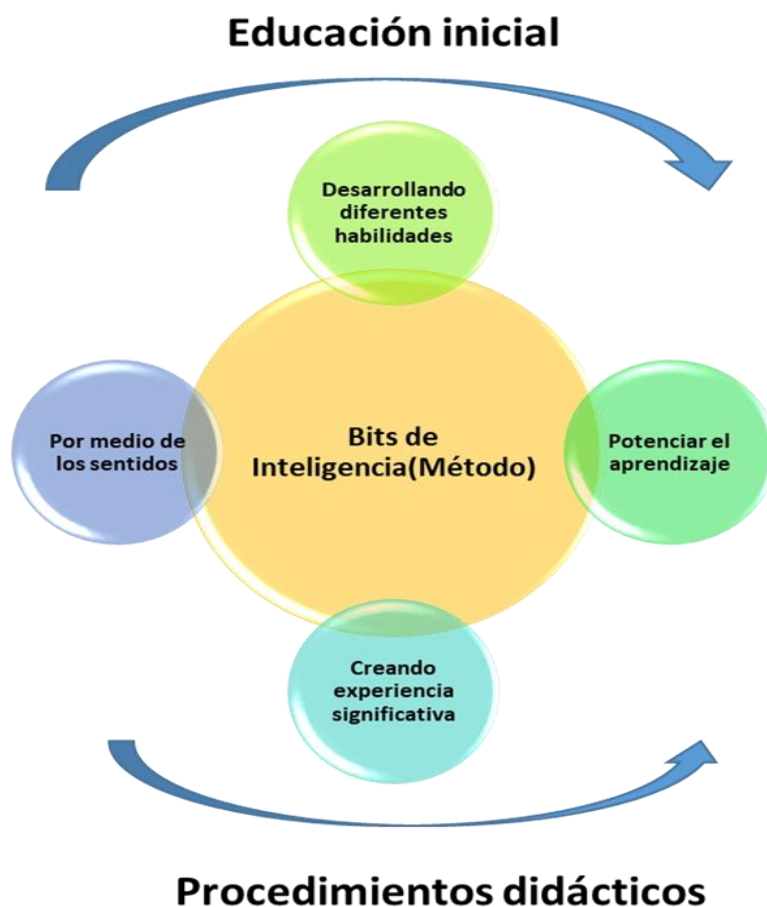 Educación inicial
Desarrollando
diferentes
habilidades
Por medio de
los sentidos
Bits de
Inteligencia(Método)
Potenciar el
aprendizaje
Creando
experiencia
significativa
Procedimientos didácticos